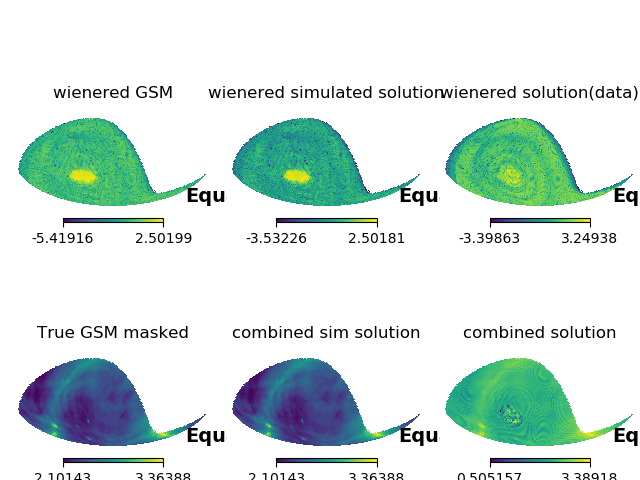 wienered GSM
wienered simulated solution
wienered solution(data)
Equ
Equ
Eq
-5.41916 2.50199
-3.53226 2.50181
-3.39863 3.24938
True GSM masked
combined sim solution
combined solution
Equ
Equ
Eq
2.10143 3.36388
2.10143 3.36388
0.505157 3.38918